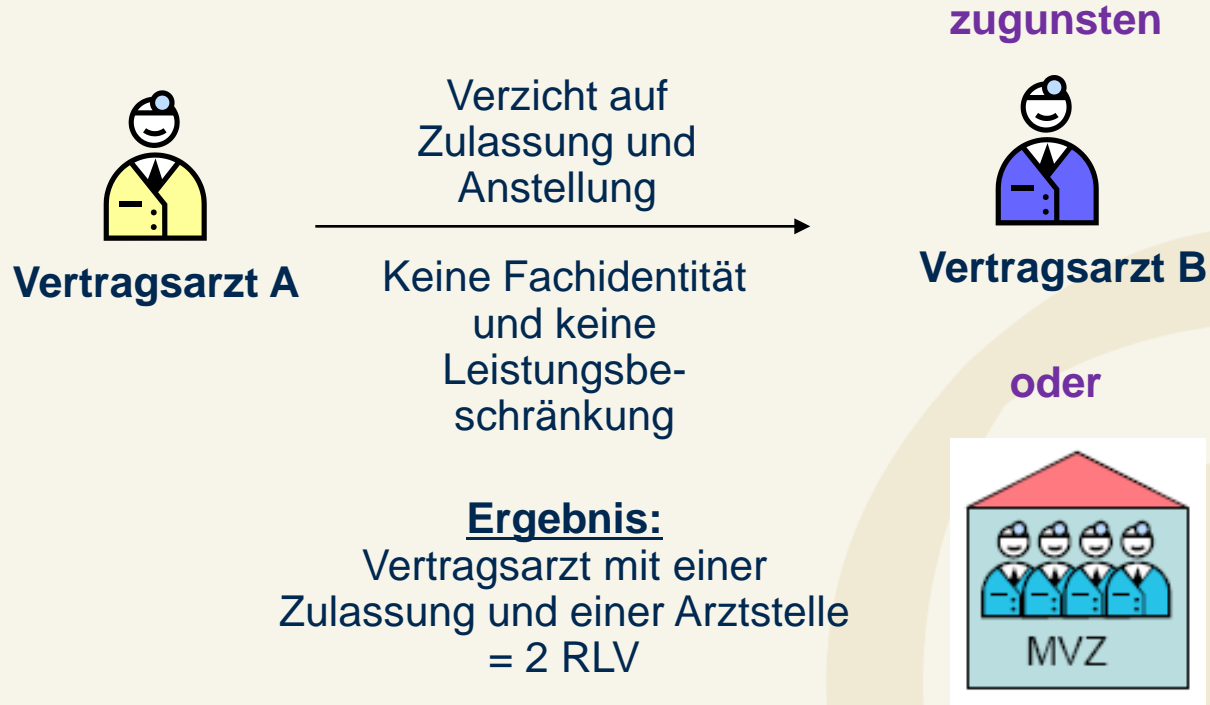 zugunsten
Verzicht auf
Zulassung und
Anstellung
Vertragsarzt A
Vertragsarzt B
Keine Fachidentität
und keine
Leistungsbe-
schränkung
oder
Ergebnis:
Vertragsarzt mit einer
Zulassung und einer Arztstelle
= 2 RLV
MVZ